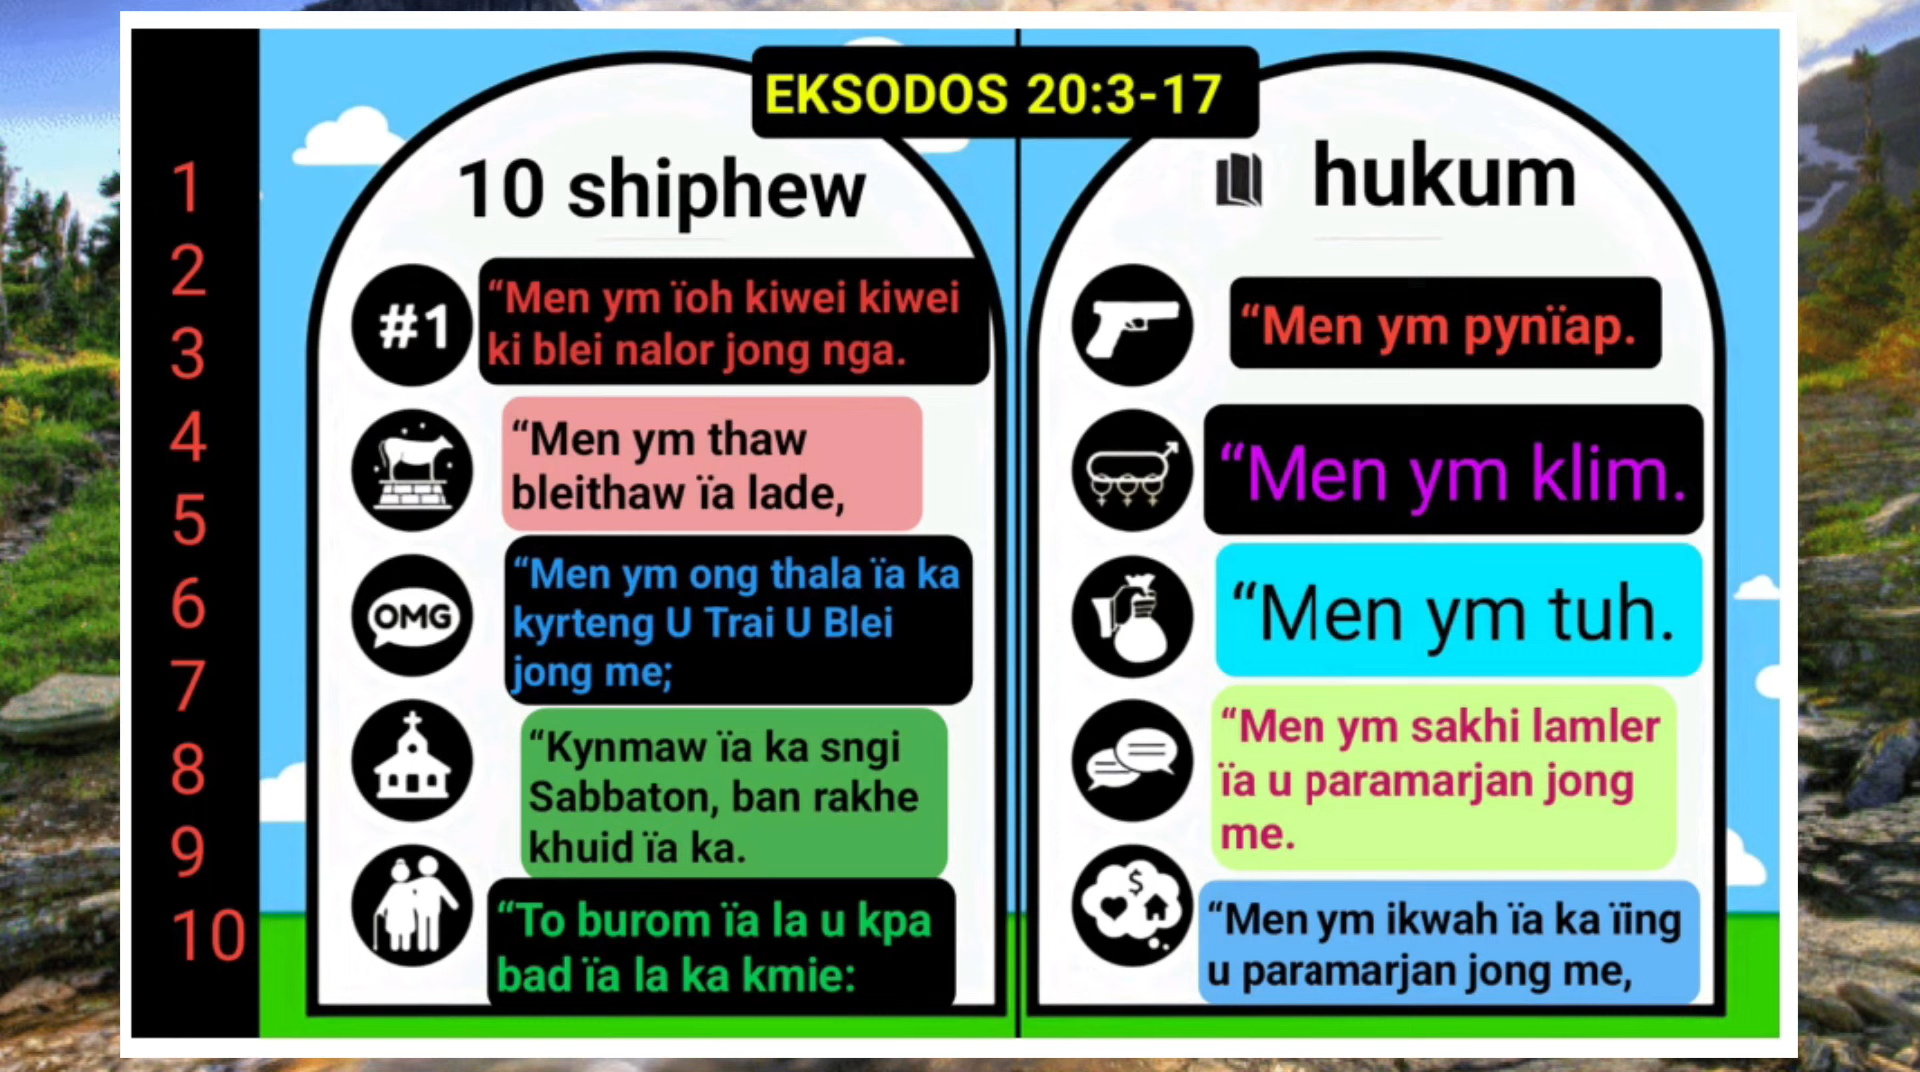 EKSODOS 20:3-17
1
2
3
4
5
6
7
8
9
10
10 shiphew
#1
“Men ym ïoh kiwei kiwei
ki blei nalor jong nga.
“Men ym thaw
bleithaw ïa lade,
OMG
“Men ym ong thala ïa ka
kyrteng U Trai U Blei
jong me;
“Kynmaw ïa ka sngi
Sabbaton, ban rakhe
khuid ïa ka.
“To burom ïa la u kpa
bad ïa la ka kmie:
hukum
“Men ym pynïap.
“Men ym klim.
“Men ym tuh.
“Men ym sakhi lamler
ïa u paramarjan jong
me.
$
“Men ym ikwah ïa ka ïing
u paramarjan jong me,